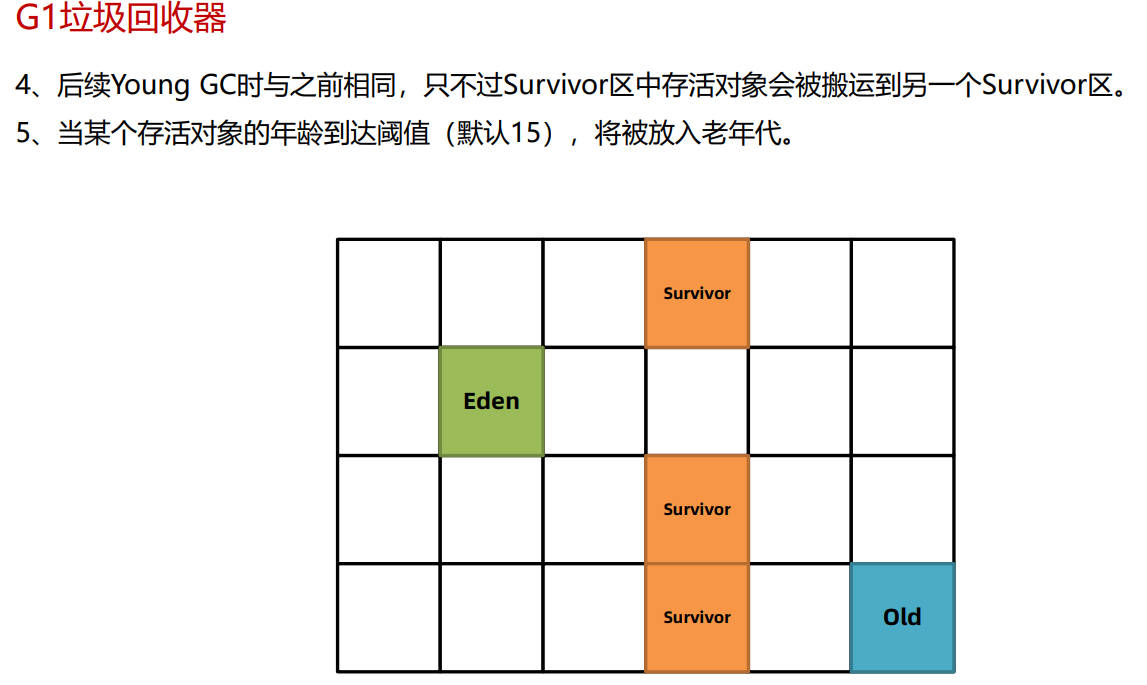 G1垃圾回收器
4、后续Young GC时与之前相同，只不过Survivor区中存活对象会被搬运到另一个Survivor区。
5、当某个存活对象的年龄到达阈值（默认15），将被放入老年代。
Survivor
Eden
Survivor
Survivor
Old